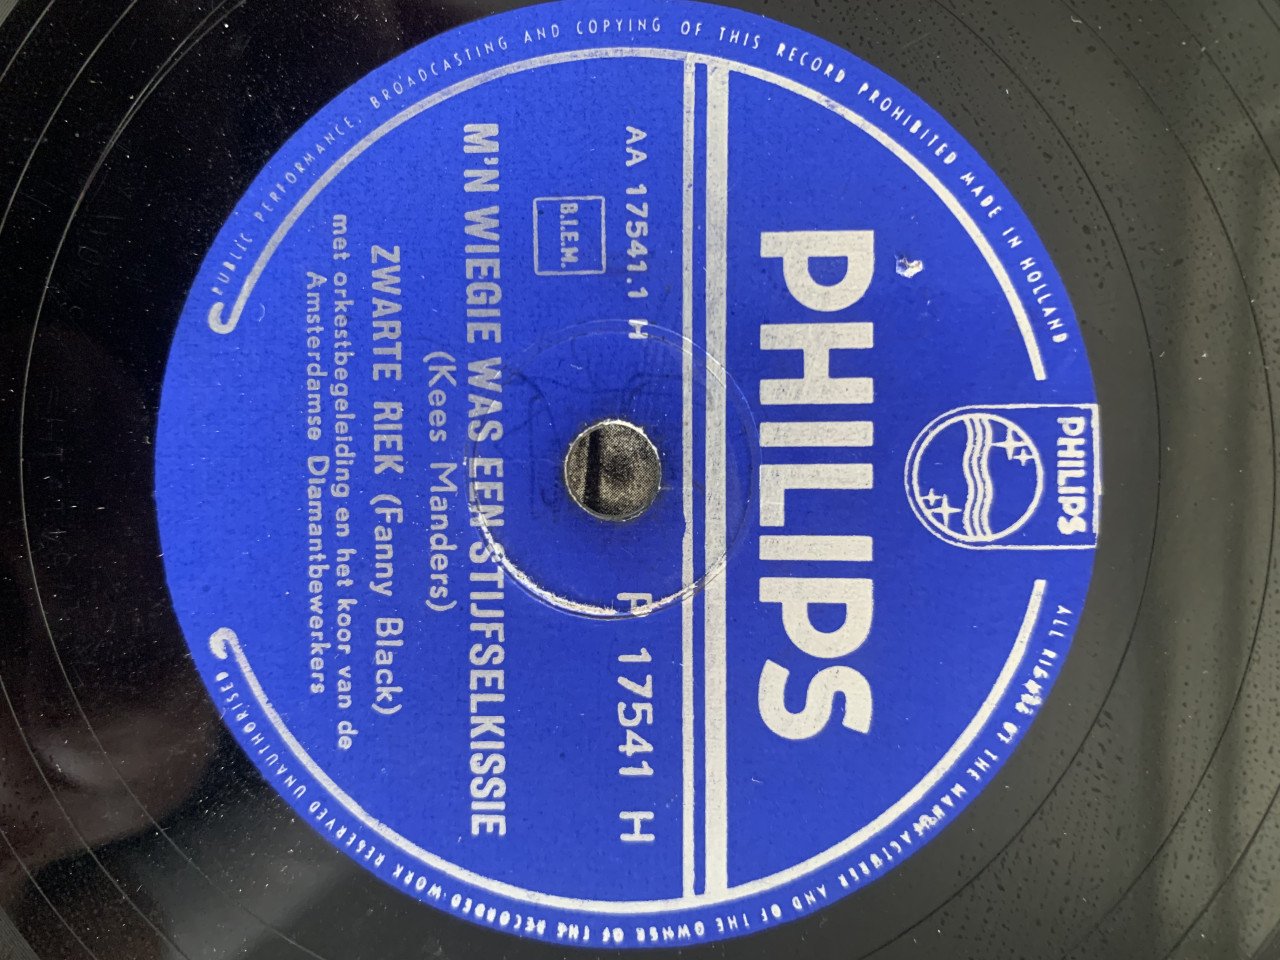 PHILIPS
PHILIPS
AA 17541.1 H
P 17541 H
B.I.E.M.
M'N WIEGIE WAS EEN STIJFSELKISSIE
(Kees Manders)
ZWARTE RIEK (Fanny Black)
met orkestbegeleiding en het koor van de
Amsterdamse Diamantbewerkers
ALL RIGHTS OF THE MANUFACTURER AND OF THE OWNER OF THE RECORDED WORK RESERVED UNAUTHORISED
PUBLIC PERFORMANCE, BROADCASTING AND COPYING OF THIS RECORD PROHIBITED MADE IN HOLLAND